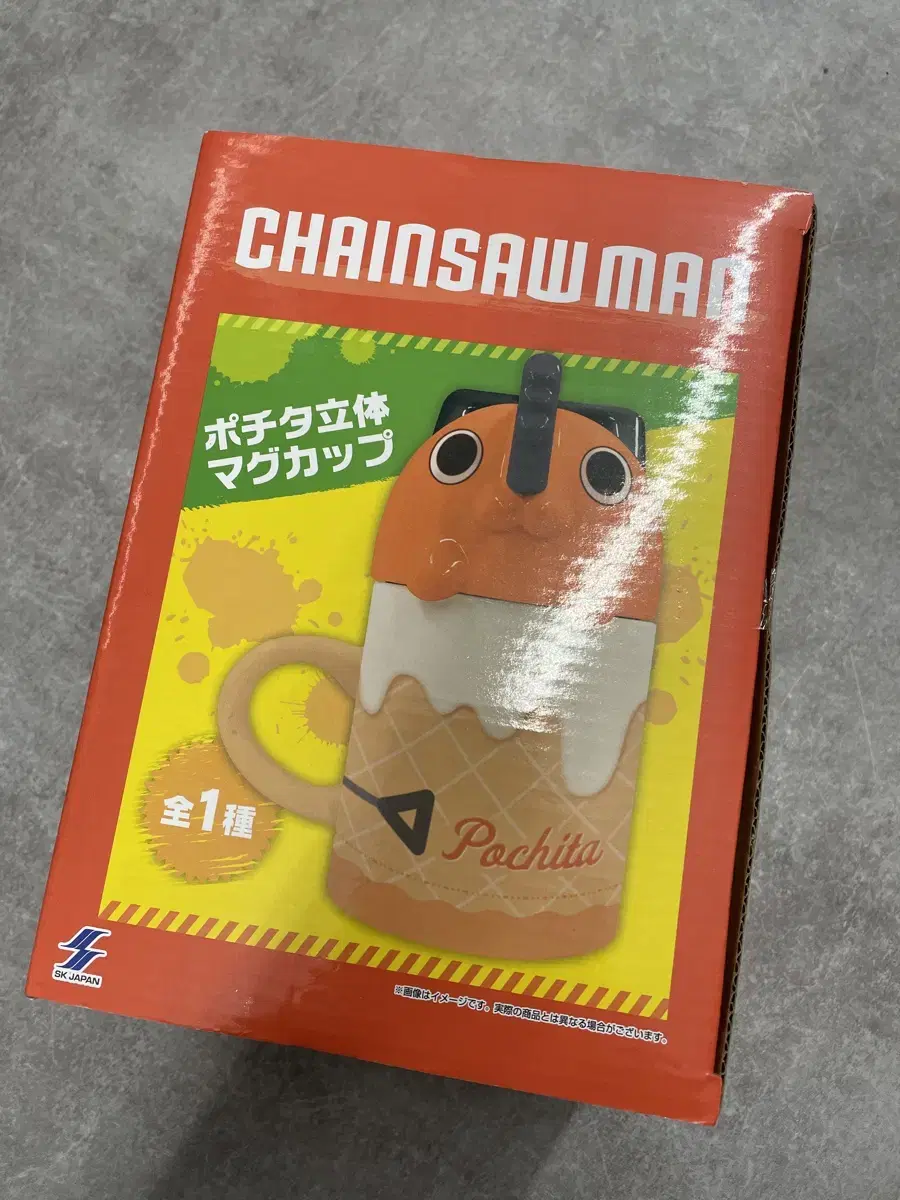 CHAINSAW MAN
ポチタ立体
マグカップ
Pochita
全1種
SK JAPAN
※画像はイメージです。実際の商品とは異なる場合がございます。